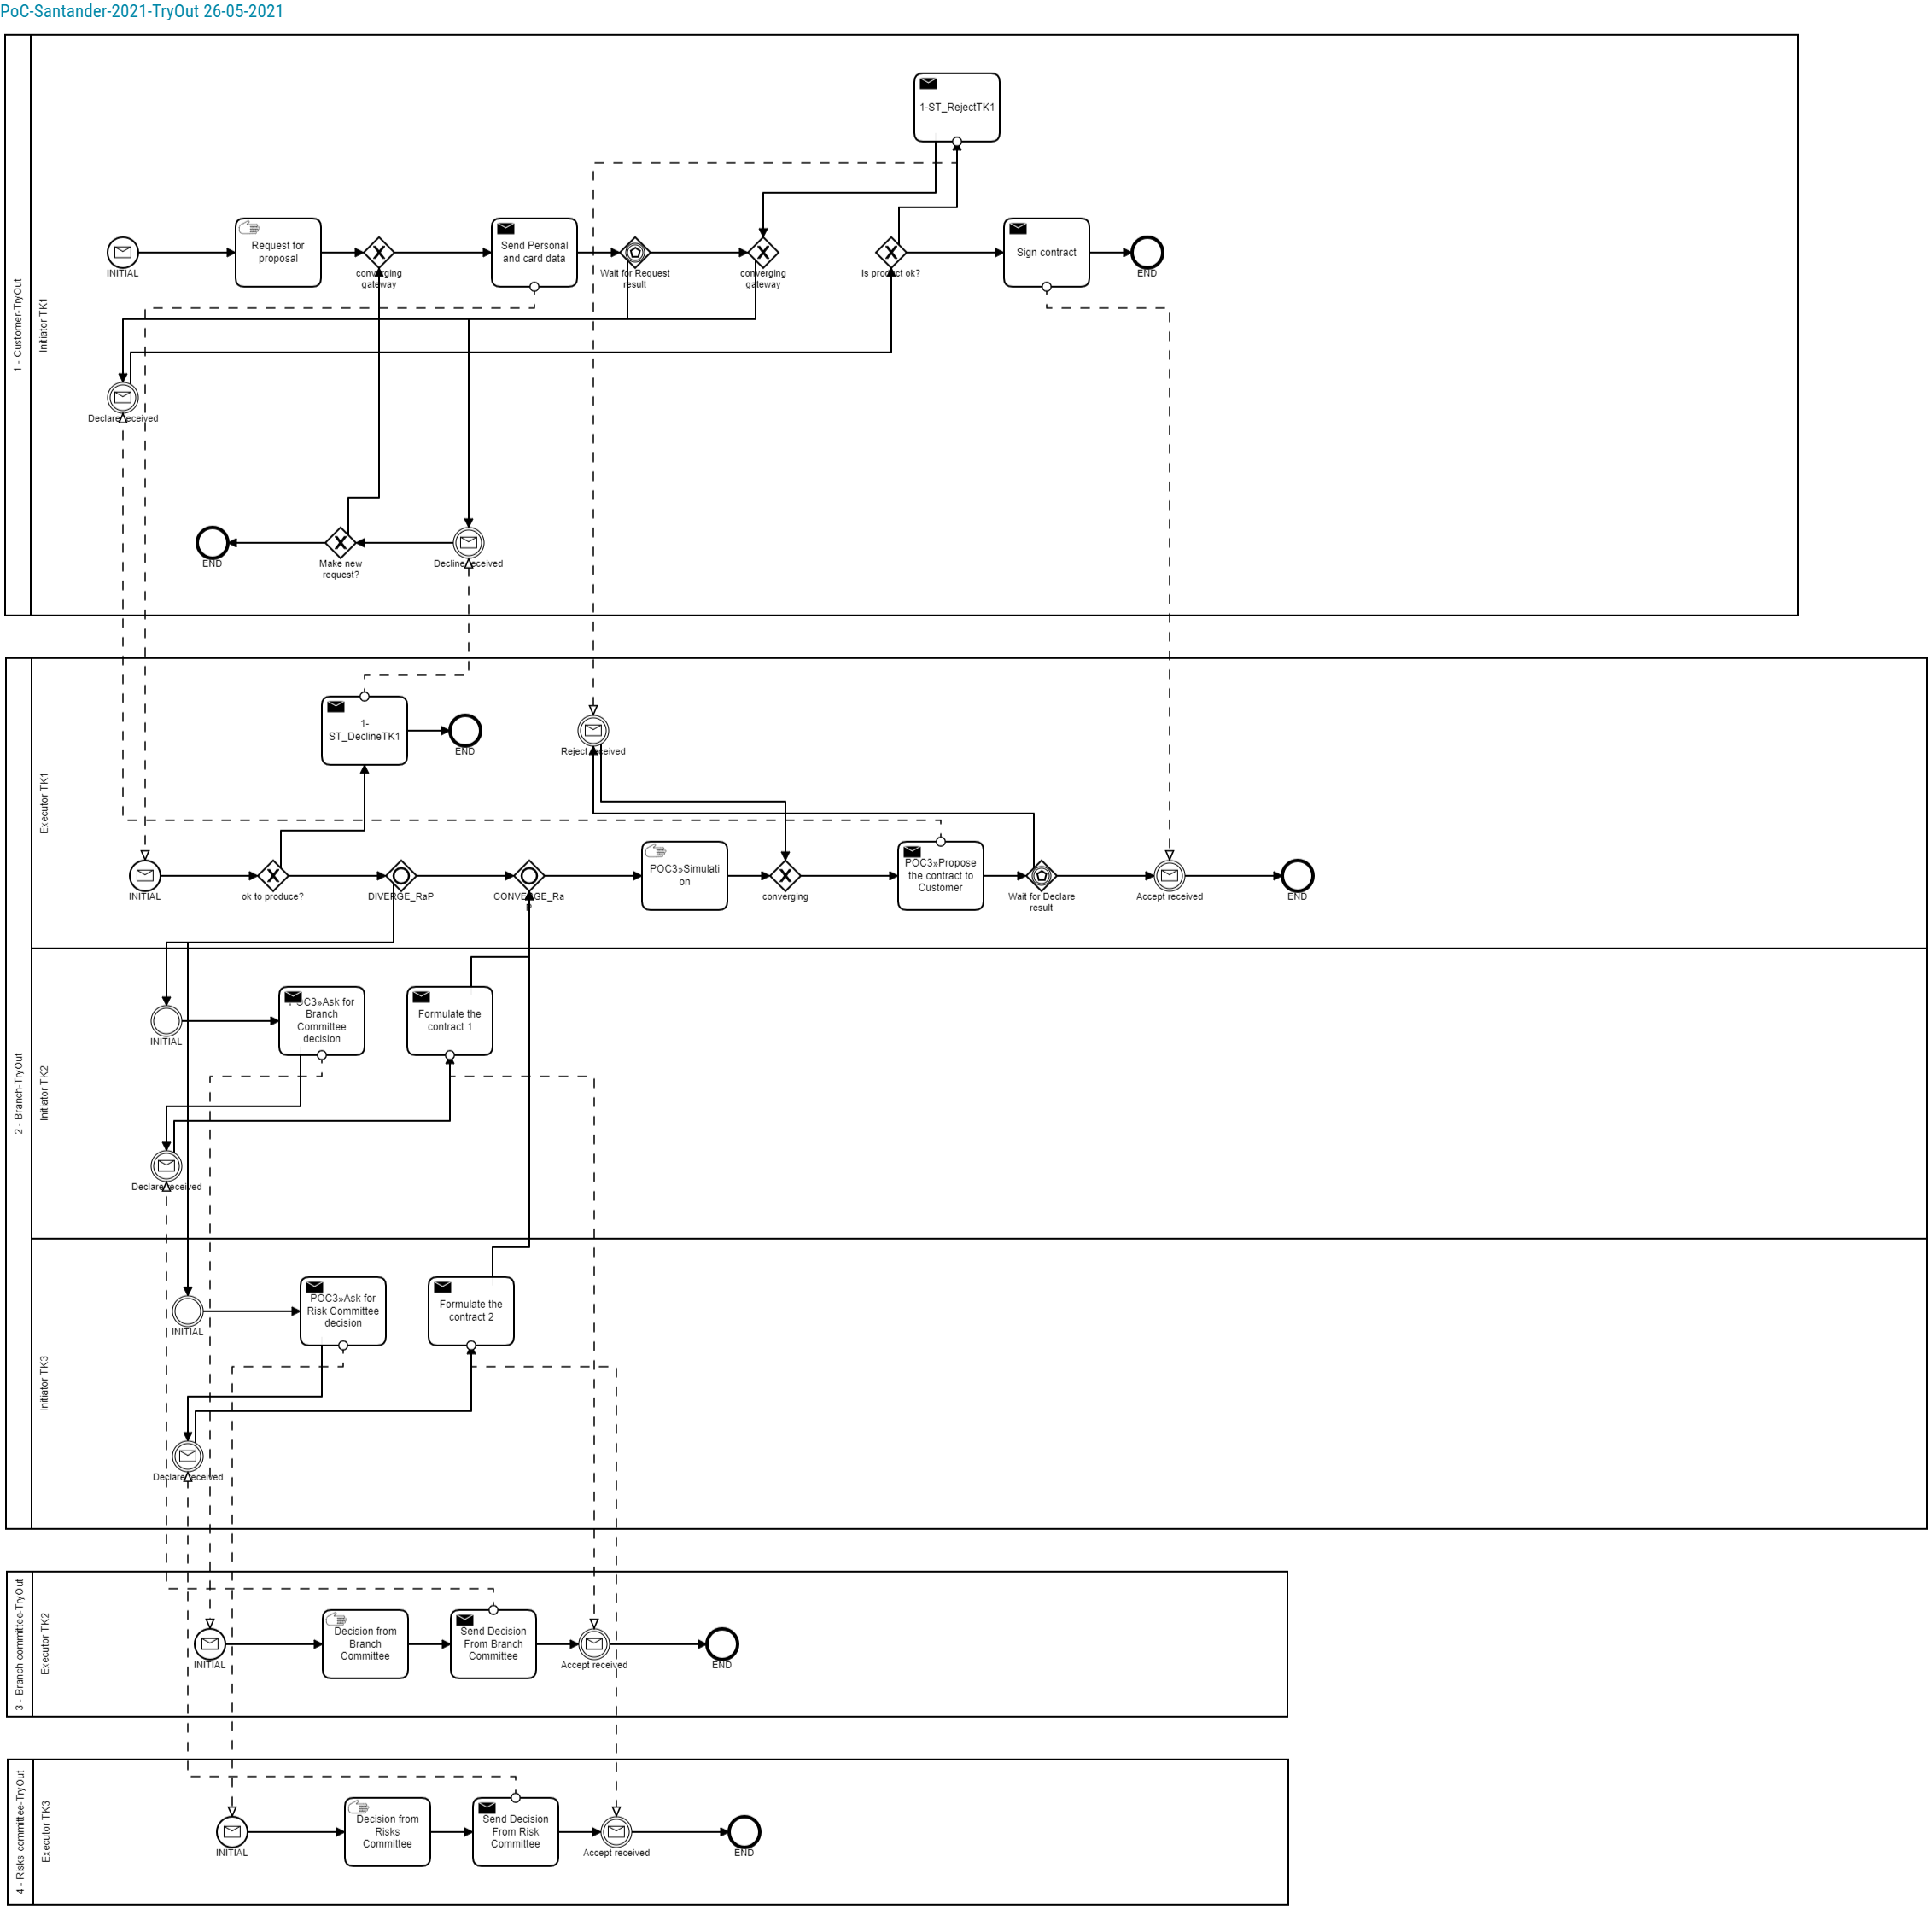 PoC-Santander-2021-TryOut 26-05-2021
1 - Customer-TryOut
Initiator TK1
1-ST_RejectTK1
INITIAL
Request for
proposal
converging
gateway
Send Personal
and card data
Wait for Request
result
converging
gateway
Is product ok?
Sign contract
END
Declare received
END
Make new
request?
Decline received
2 - Branch-TryOut
Executor TK1
1-
ST_DeclineTK1
END
Reject received
INITIAL
ok to produce?
DIVERGE_RaP
CONVERGE_Ra
P
POC3»Simulati
on
converging
POC3»Propose
the contract to
Customer
Wait for Declare
result
Accept received
END
Initiator TK2
INITIAL
POC3»Ask for
Branch
Committee
decision
Formulate the
contract 1
Declare received
Initiator TK3
INITIAL
POC3»Ask for
Risk Committee
decision
Formulate the
contract 2
Declare received
3 - Branch committee-TryOut
Executor TK2
INITIAL
Decision from
Branch
Committee
Send Decision
From Branch
Committee
Accept received
END
4 - Risks committee-TryOut
Executor TK3
INITIAL
Decision from
Risks
Committee
Send Decision
From Risk
Committee
Accept received
END